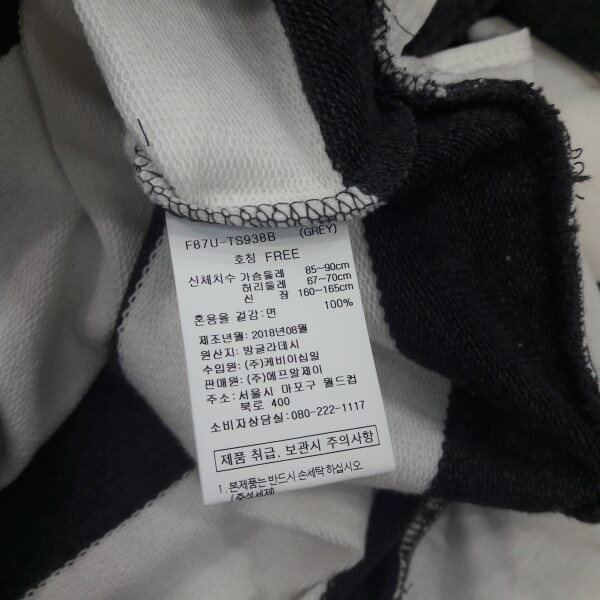 F87U-TS938B (GREY)
호칭 FREE
신체치수 가슴둘레 85~90cm
허리둘레 67~70cm
신 장 160~165cm
혼용율 겉감: 면 100%
제조년월: 2018년08월
원산지: 방글라데시
수입원: (주)케비이십일
판매원: (주)에프알제이
주소: 서울시 마포구 월드컵
북로 400
소비자상담실: 080-222-1117
제품 취급, 보관시 주의사항
1. 본제품는 반드시 손세탁 하십시오.
(중성세제)